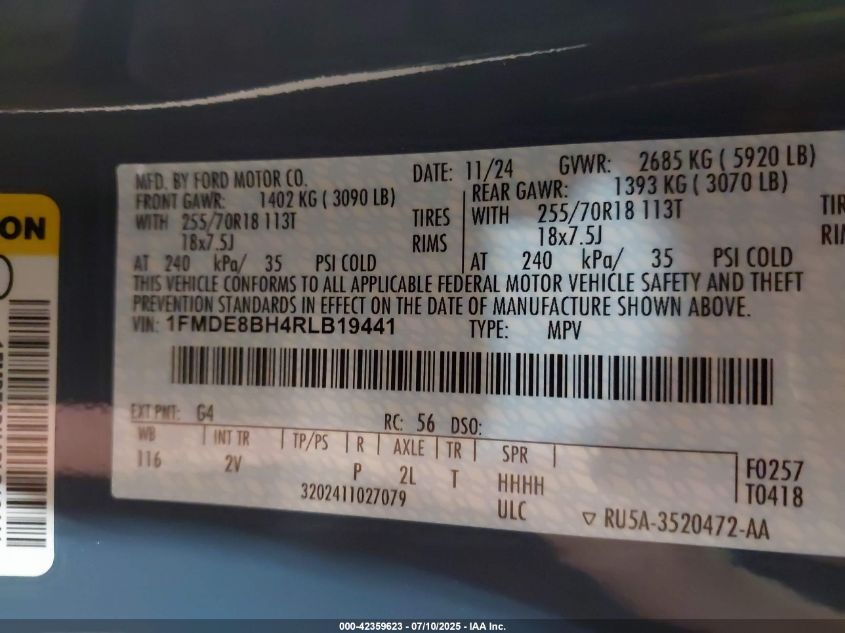 ON
MFD. BY FORD MOTOR CO. DATE: 11/24 GVWR: 2685 KG ( 5920 LB)
FRONT GAWR: 1402 KG ( 3090 LB) REAR GAWR: 1393 KG ( 3070 LB)
WITH 255/70R18 113T TIRES WITH 255/70R18 113T TIR
18x7.5J RIMS 18x7.5J RIM
AT 240 kPa/ 35 PSI COLD AT 240 kPa/ 35 PSI COLD
THIS VEHICLE CONFORMS TO ALL APPLICABLE FEDERAL MOTOR VEHICLE SAFETY AND THEFT
PREVENTION STANDARDS IN EFFECT ON THE DATE OF MANUFACTURE SHOWN ABOVE.
VIN: 1FMDE8BH4RLB19441 TYPE: MPV
EXT PNT: G4 RC: 56 DSO:
WB INT TR TP/PS R AXLE TR SPR
116 2V P 2L T HHHH F0257
3202411027079 ULC T0418
▽ RU5A-3520472-AA
000-42359623 - 07/10/2025 - IAA Inc.